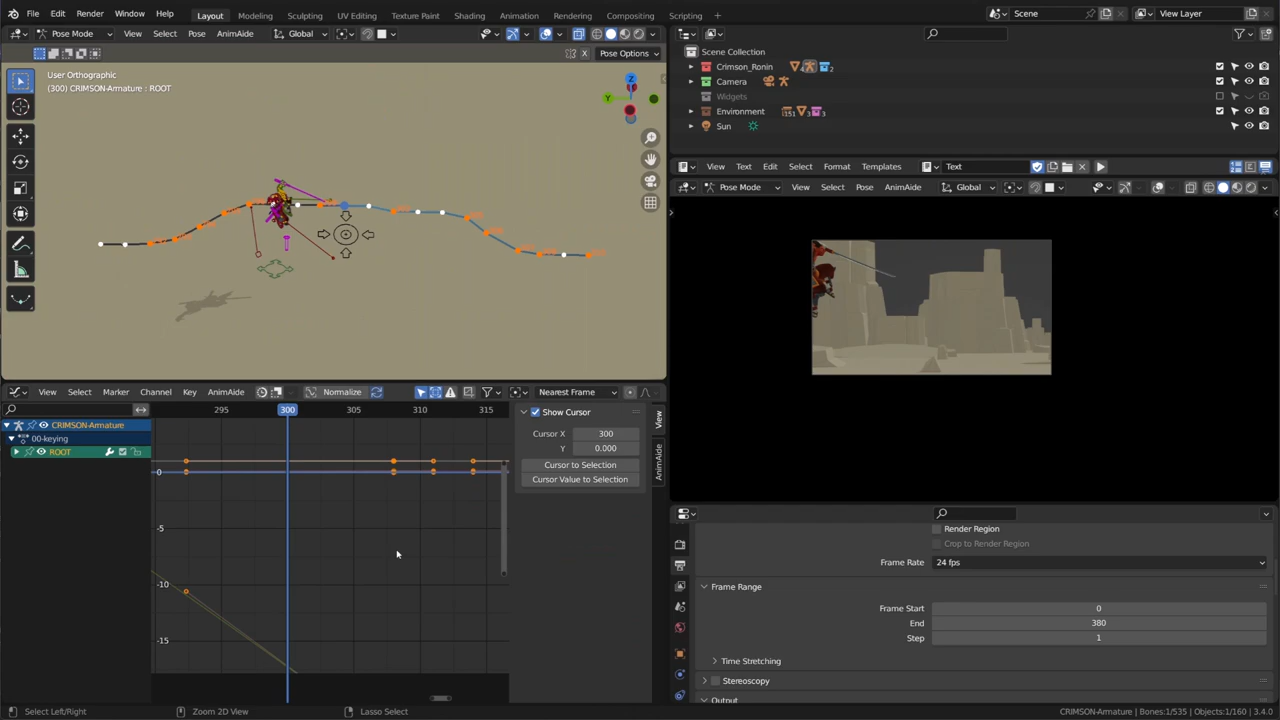 File Edit Render Window Help Layout Modeling Sculpting UV Editing Texture Paint Shading Animation Rendering Compositing Scripting Scene View Layer
Pose Mode View Select Pose AnimAide Global
Pose Options
User Orthographic
(300) CRIMSON-Armature : ROOT
Z
Y
Scene Collection
Crimson_Ronin 2
Camera
Widgets
Environment 151 3 3
Sun
View Text Edit Select Format Templates Text
Pose Mode View Select Pose AnimAide Global
View Select Marker Channel Key AnimAide Normalize Nearest Frame
295 300 305 310 315
CRIMSON-Armature
00-keying
ROOT
0
-5
-10
-15
Show Cursor
Cursor X 300
Y 0.000
Cursor to Selection
Cursor Value to Selection
View
AnimAide
Render Region
Crop to Render Region
Frame Rate 24 fps
Frame Range
Frame Start 0
End 380
Step 1
Time Stretching
Stereoscopy
Output
Select Left/Right Zoom 2D View Lasso Select CRIMSON-Armature | Bones:1/535 | Objects:1/160 | 3.4.0